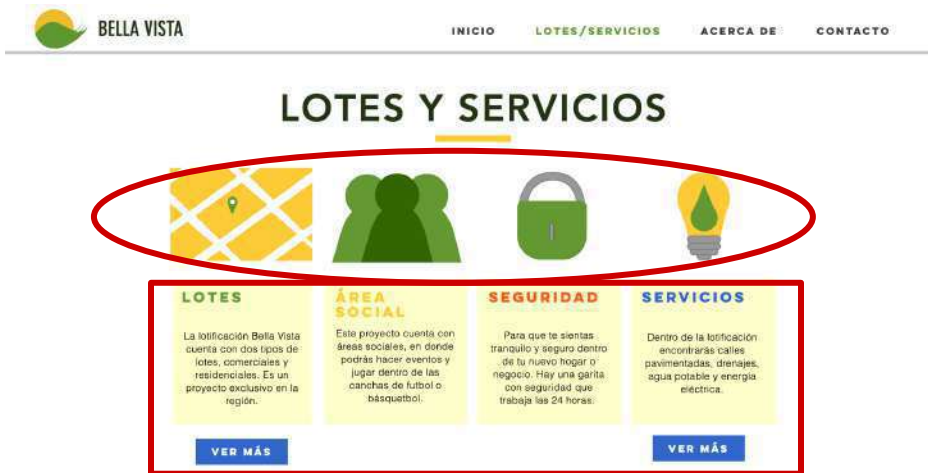 BELLA VISTA
INICIO LOTES/SERVICIOS ACERCA DE CONTACTO
LOTES Y SERVICIOS
LOTES
La lotificación Bella Vista
cuenta con dos tipos de
lotes, comerciales y
residenciales. Es un
proyecto exclusivo en la
región.
VER MÁS
ÁREA
SOCIAL
Este proyecto cuenta con
áreas sociales, en donde
podrás hacer eventos y
jugar dentro de las
canchas de futbol o
básquetbol.
SEGURIDAD
Para que te sientas
tranquilo y seguro dentro
de tu nuevo hogar o
negocio. Hay una garita
con seguridad que
trabaja las 24 horas.
SERVICIOS
Dentro de la lotificación
encontrarás calles
pavimentadas, drenajes,
agua potable y energía
eléctrica.
VER MÁS